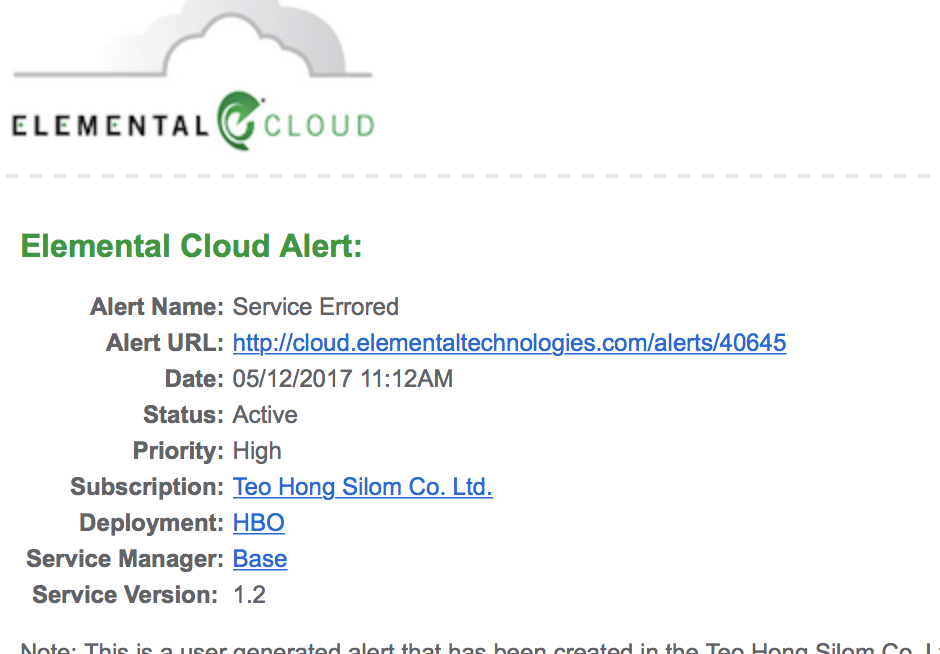 ELEMENTAL CLOUD
Elemental Cloud Alert:
Alert Name: Service Errored
Alert URL: http://cloud.elementaltechnologies.com/alerts/40645
Date: 05/12/2017 11:12AM
Status: Active
Priority: High
Subscription: Teo Hong Silom Co. Ltd.
Deployment: HBO
Service Manager: Base
Service Version: 1.2
Note: This is a user generated alert that has been created in the Teo Hong Silom Co.